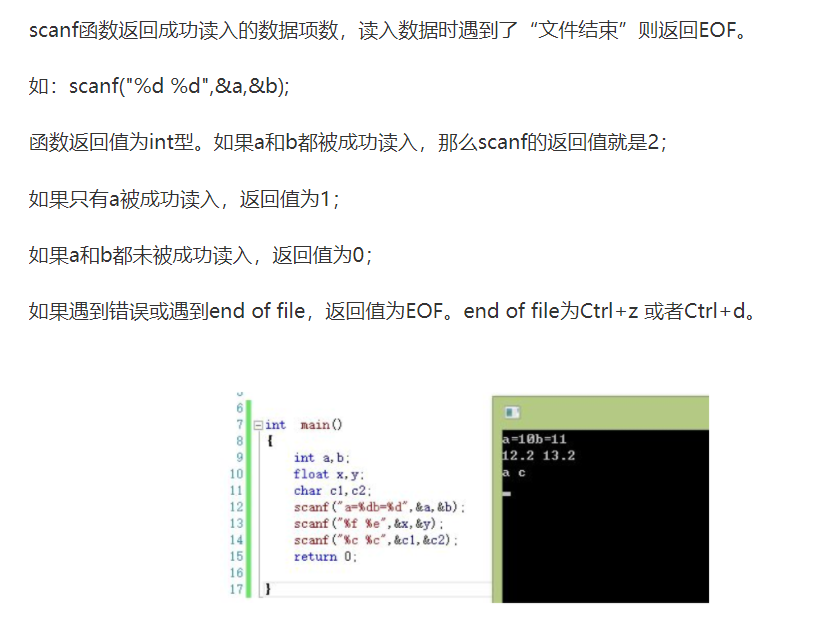 scanf函数返回成功读入的数据项数，读入数据时遇到了“文件结束”则返回EOF。
如：scanf("%d %d",&a,&b);
函数返回值为int型。如果a和b都被成功读入，那么scanf的返回值就是2；
如果只有a被成功读入，返回值为1；
如果a和b都未被成功读入，返回值为0；
如果遇到错误或遇到end of file，返回值为EOF。end of file为Ctrl+z 或者Ctrl+d。
6
7 int main()
8 {
9 int a,b;
10 float x,y;
11 char c1,c2;
12 scanf("a=%db=%d",&a,&b);
13 scanf("%f %e",&x,&y);
14 scanf("%c %c",&c1,&c2);
15 return 0;
16
17 }
a=10b=11
12.2 13.2
a c